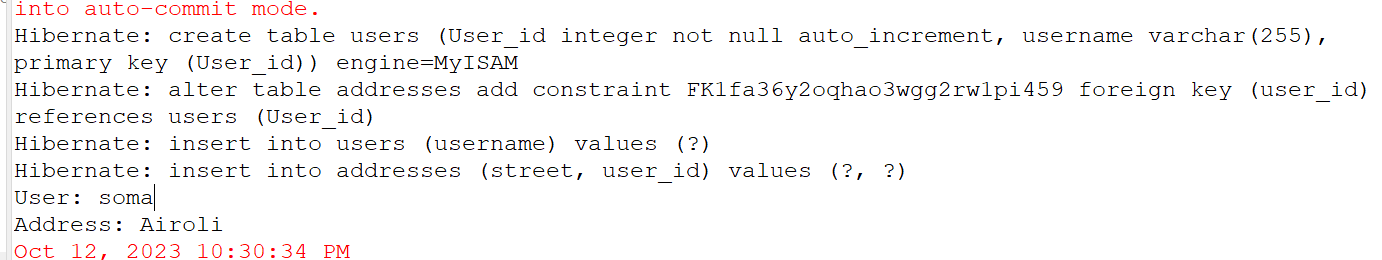 into auto-commit mode.
Hibernate: create table users (User_id integer not null auto_increment, username varchar(255),
primary key (User_id)) engine=MyISAM
Hibernate: alter table addresses add constraint FK1fa36y2oqhao3wgg2rw1pi459 foreign key (user_id)
references users (User_id)
Hibernate: insert into users (username) values (?)
Hibernate: insert into addresses (street, user_id) values (?, ?)
User: soma
Address: Airoli
Oct 12, 2023 10:30:34 PM